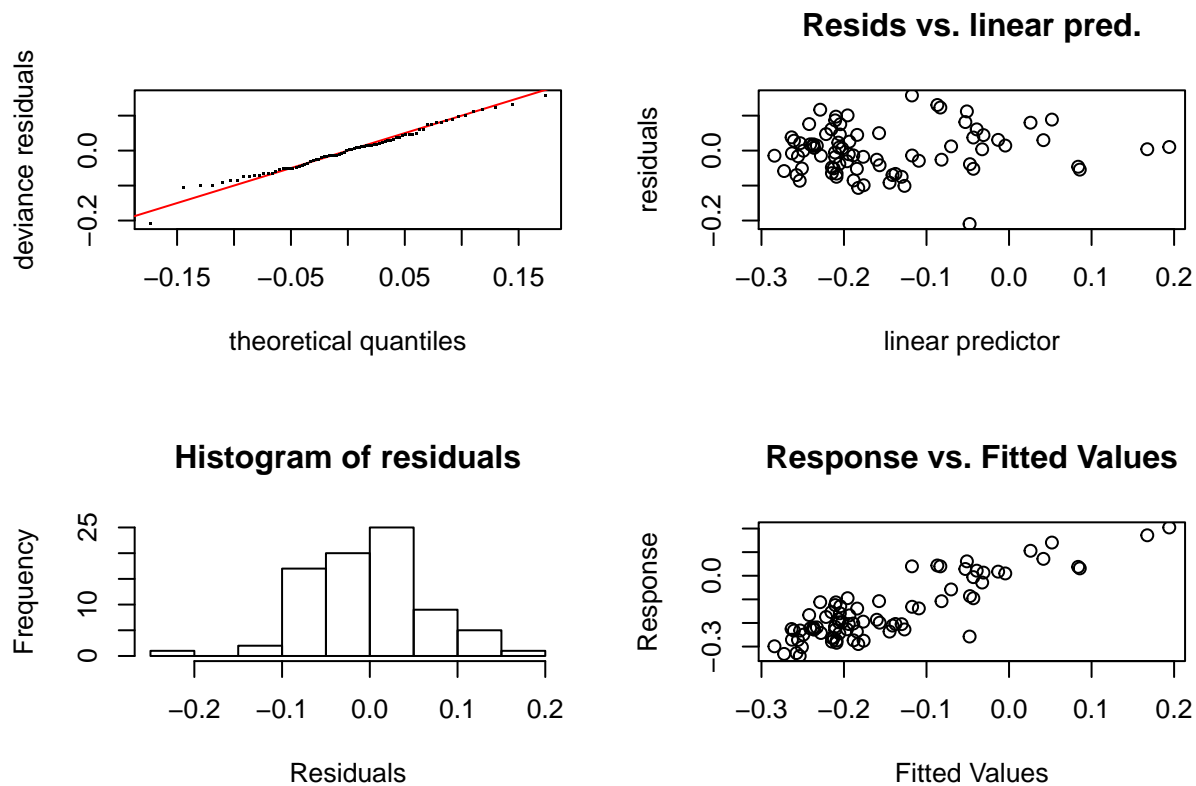 deviance residuals
0.0
−0.2
−0.15
−0.05
0.05
0.15
theoretical quantiles
Resids vs. linear pred.
residuals
0.0
−0.2
−0.3
−0.2
−0.1
0.0
0.1
0.2
linear predictor
Histogram of residuals
Frequency
25
10
0
−0.2
−0.1
0.0
0.1
0.2
Residuals
Response vs. Fitted Values
Response
0.0
−0.3
−0.3
−0.2
−0.1
0.0
0.1
0.2
Fitted Values